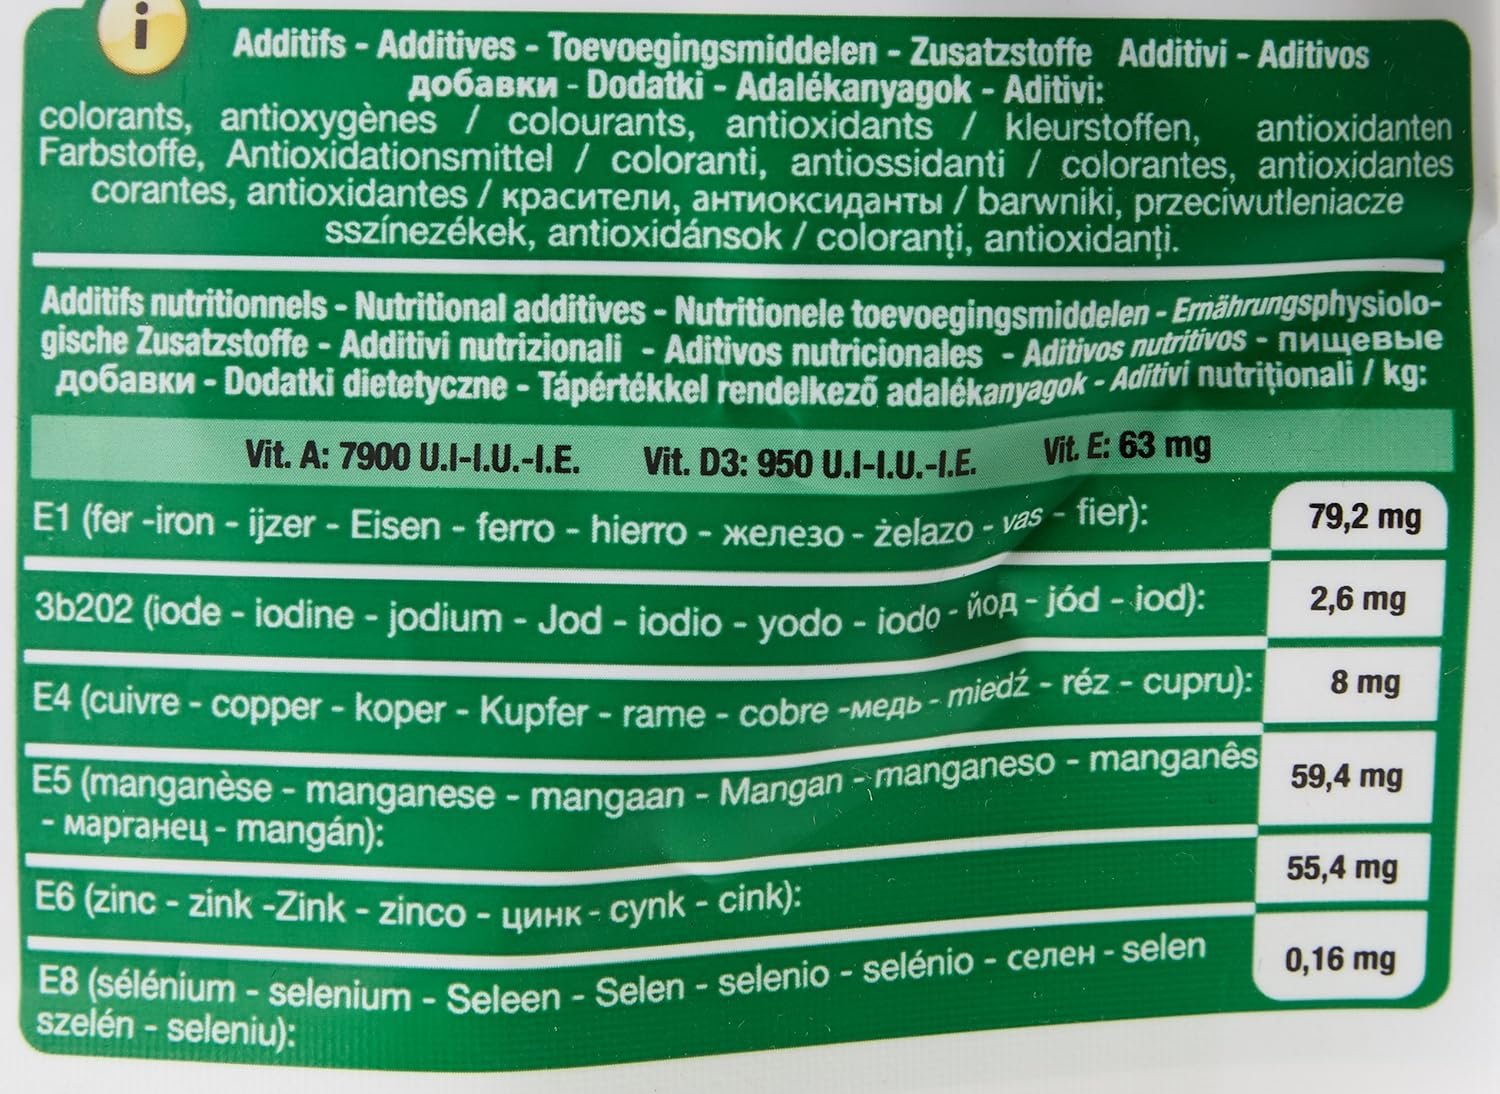 i
Additifs - Additives - Toevoegingsmiddelen - Zusatzstoffe Additivi - Aditivos
добавки - Dodatki - Adalékanyagok - Aditivi:
colorants, antioxygènes / colourants, antioxidants / kleurstoffen, antioxidanten
Farbstoffe, Antioxidationsmittel / coloranti, antiossidanti / colorantes, antioxidantes
corantes, antioxidantes / красители, антиоксиданты / barwniki, przeciwutleniacze
sszínezékek, antioxidánsok / coloranți, antioxidanți.
Additifs nutritionnels - Nutritional additives - Nutritionele toevoegingsmiddelen - Ernährungsphysiolo-
gische Zusatzstoffe - Additivi nutrizionali - Aditivos nutricionales - Aditivos nutritivos - пищевые
добавки - Dodatki dietetyczne - Tápértékkel rendelkező adalékanyagok - Aditivi nutriționali / kg:
Vit. A: 7900 U.I-I.U.-I.E. Vit. D3: 950 U.I-I.U.-I.E. Vit. E: 63 mg
E1 (fer -iron - ijzer - Eisen - ferro - hierro - железо - żelazo - vas - fier): 79,2 mg
3b202 (iode - iodine - jodium - Jod - iodio - yodo - iodo - йод - jód - iod): 2,6 mg
E4 (cuivre - copper - koper - Kupfer - rame - cobre -медь - miedź - réz - cupru): 8 mg
E5 (manganèse - manganese - mangaan - Mangan - manganeso - manganês 59,4 mg
- марганец - mangán):
E6 (zinc - zink -Zink - zinco - цинк - cynk - cink): 55,4 mg
E8 (sélénium - selenium - Seleen - Selen - selenio - selénio - селен - selen 0,16 mg
szelén - seleniu):